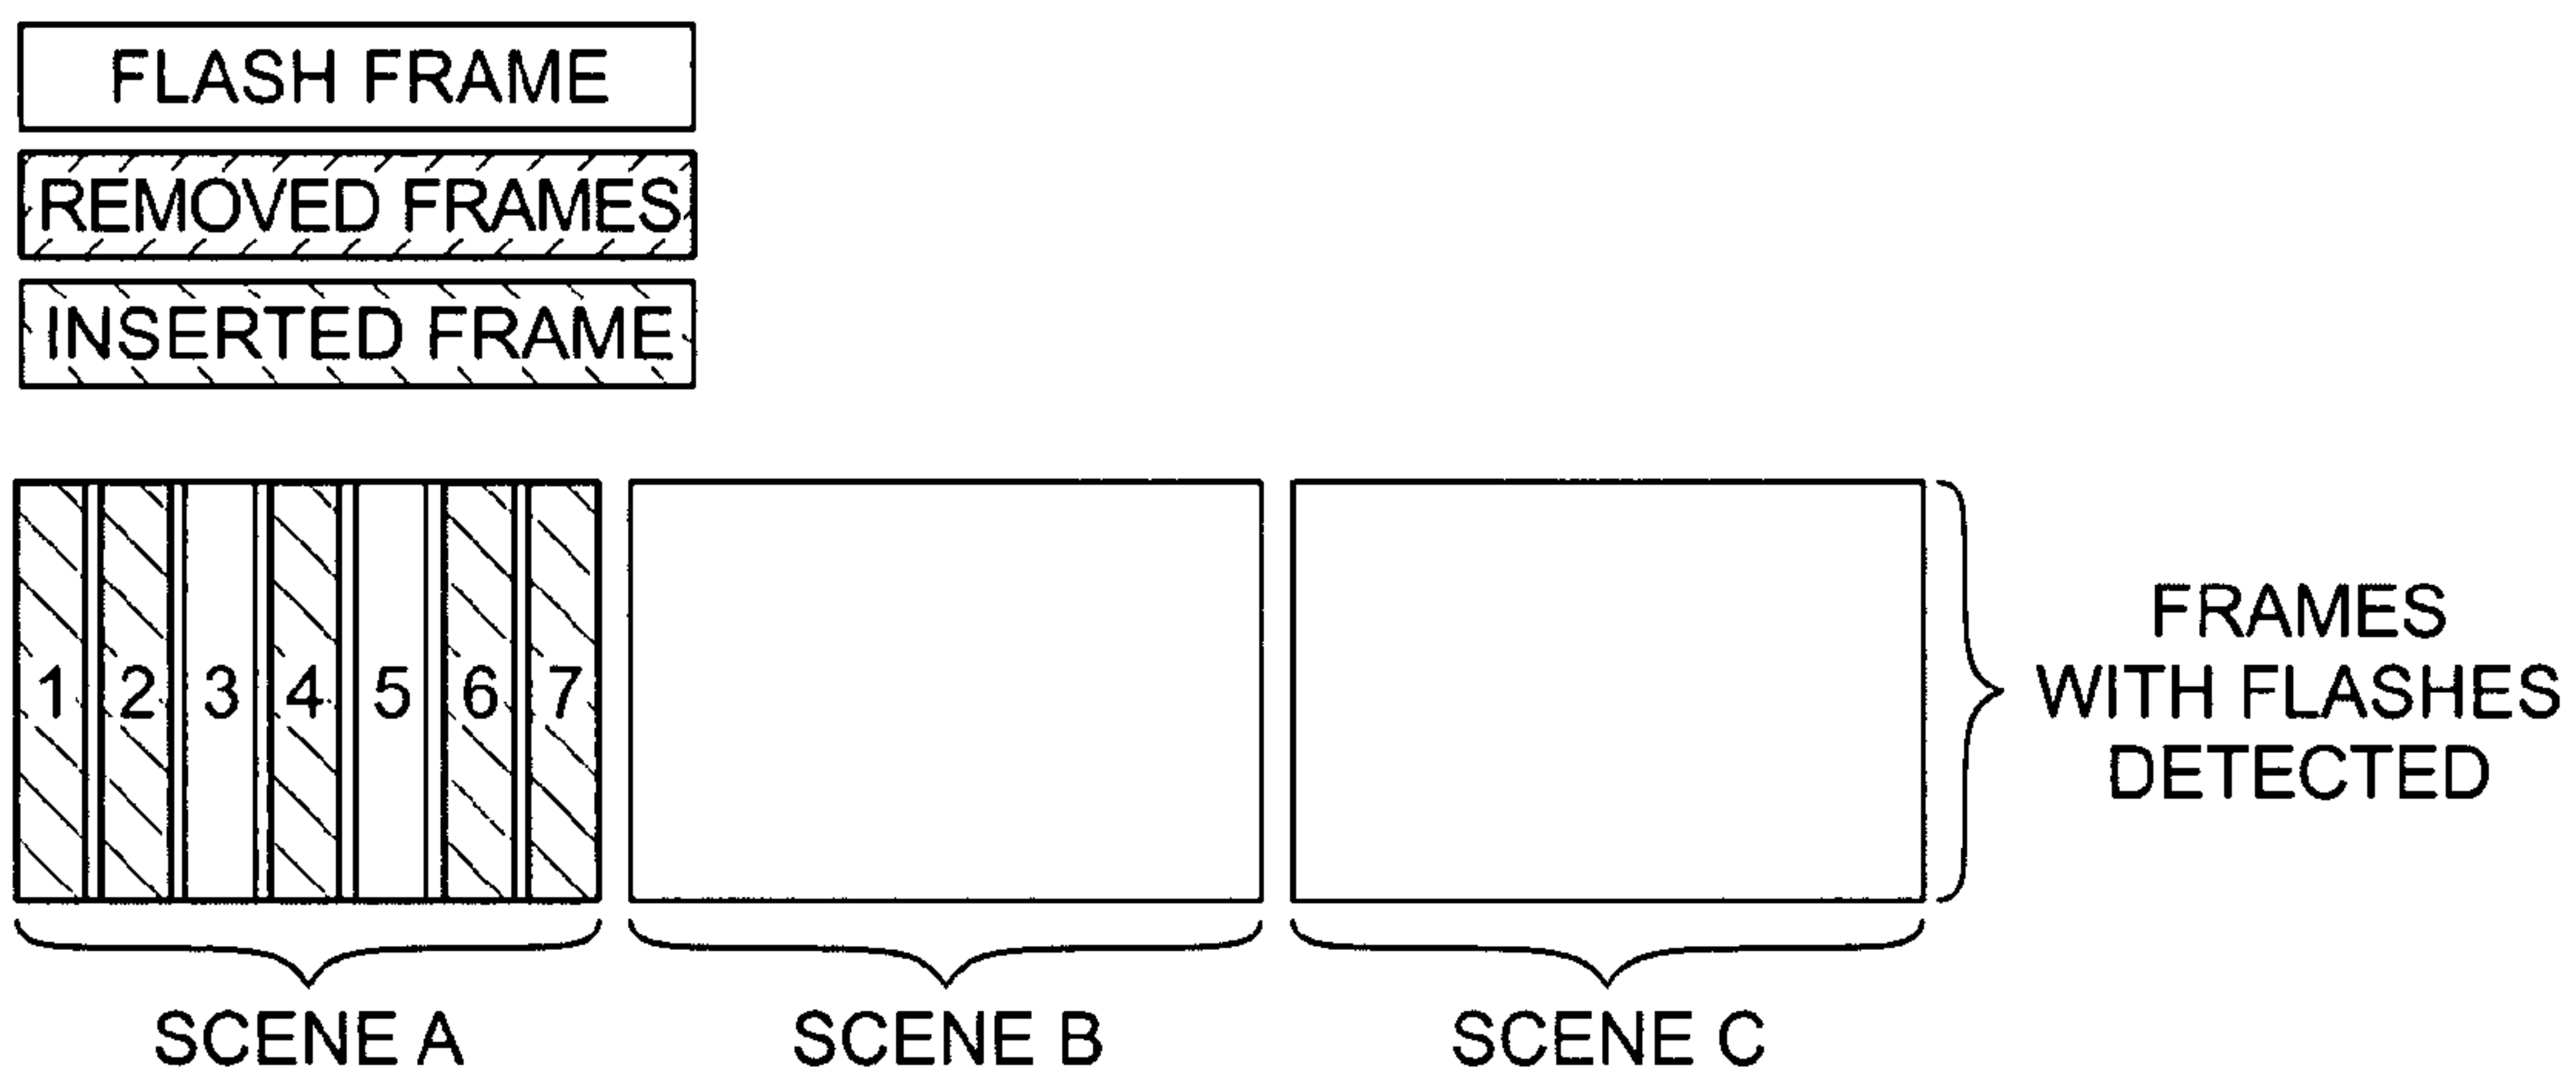 FLASH FRAME
REMOVED FRAMES
INSERTED FRAME
1 2 3 4 5 6 7
FRAMES
WITH FLASHES
DETECTED
SCENE A
SCENE B
SCENE C